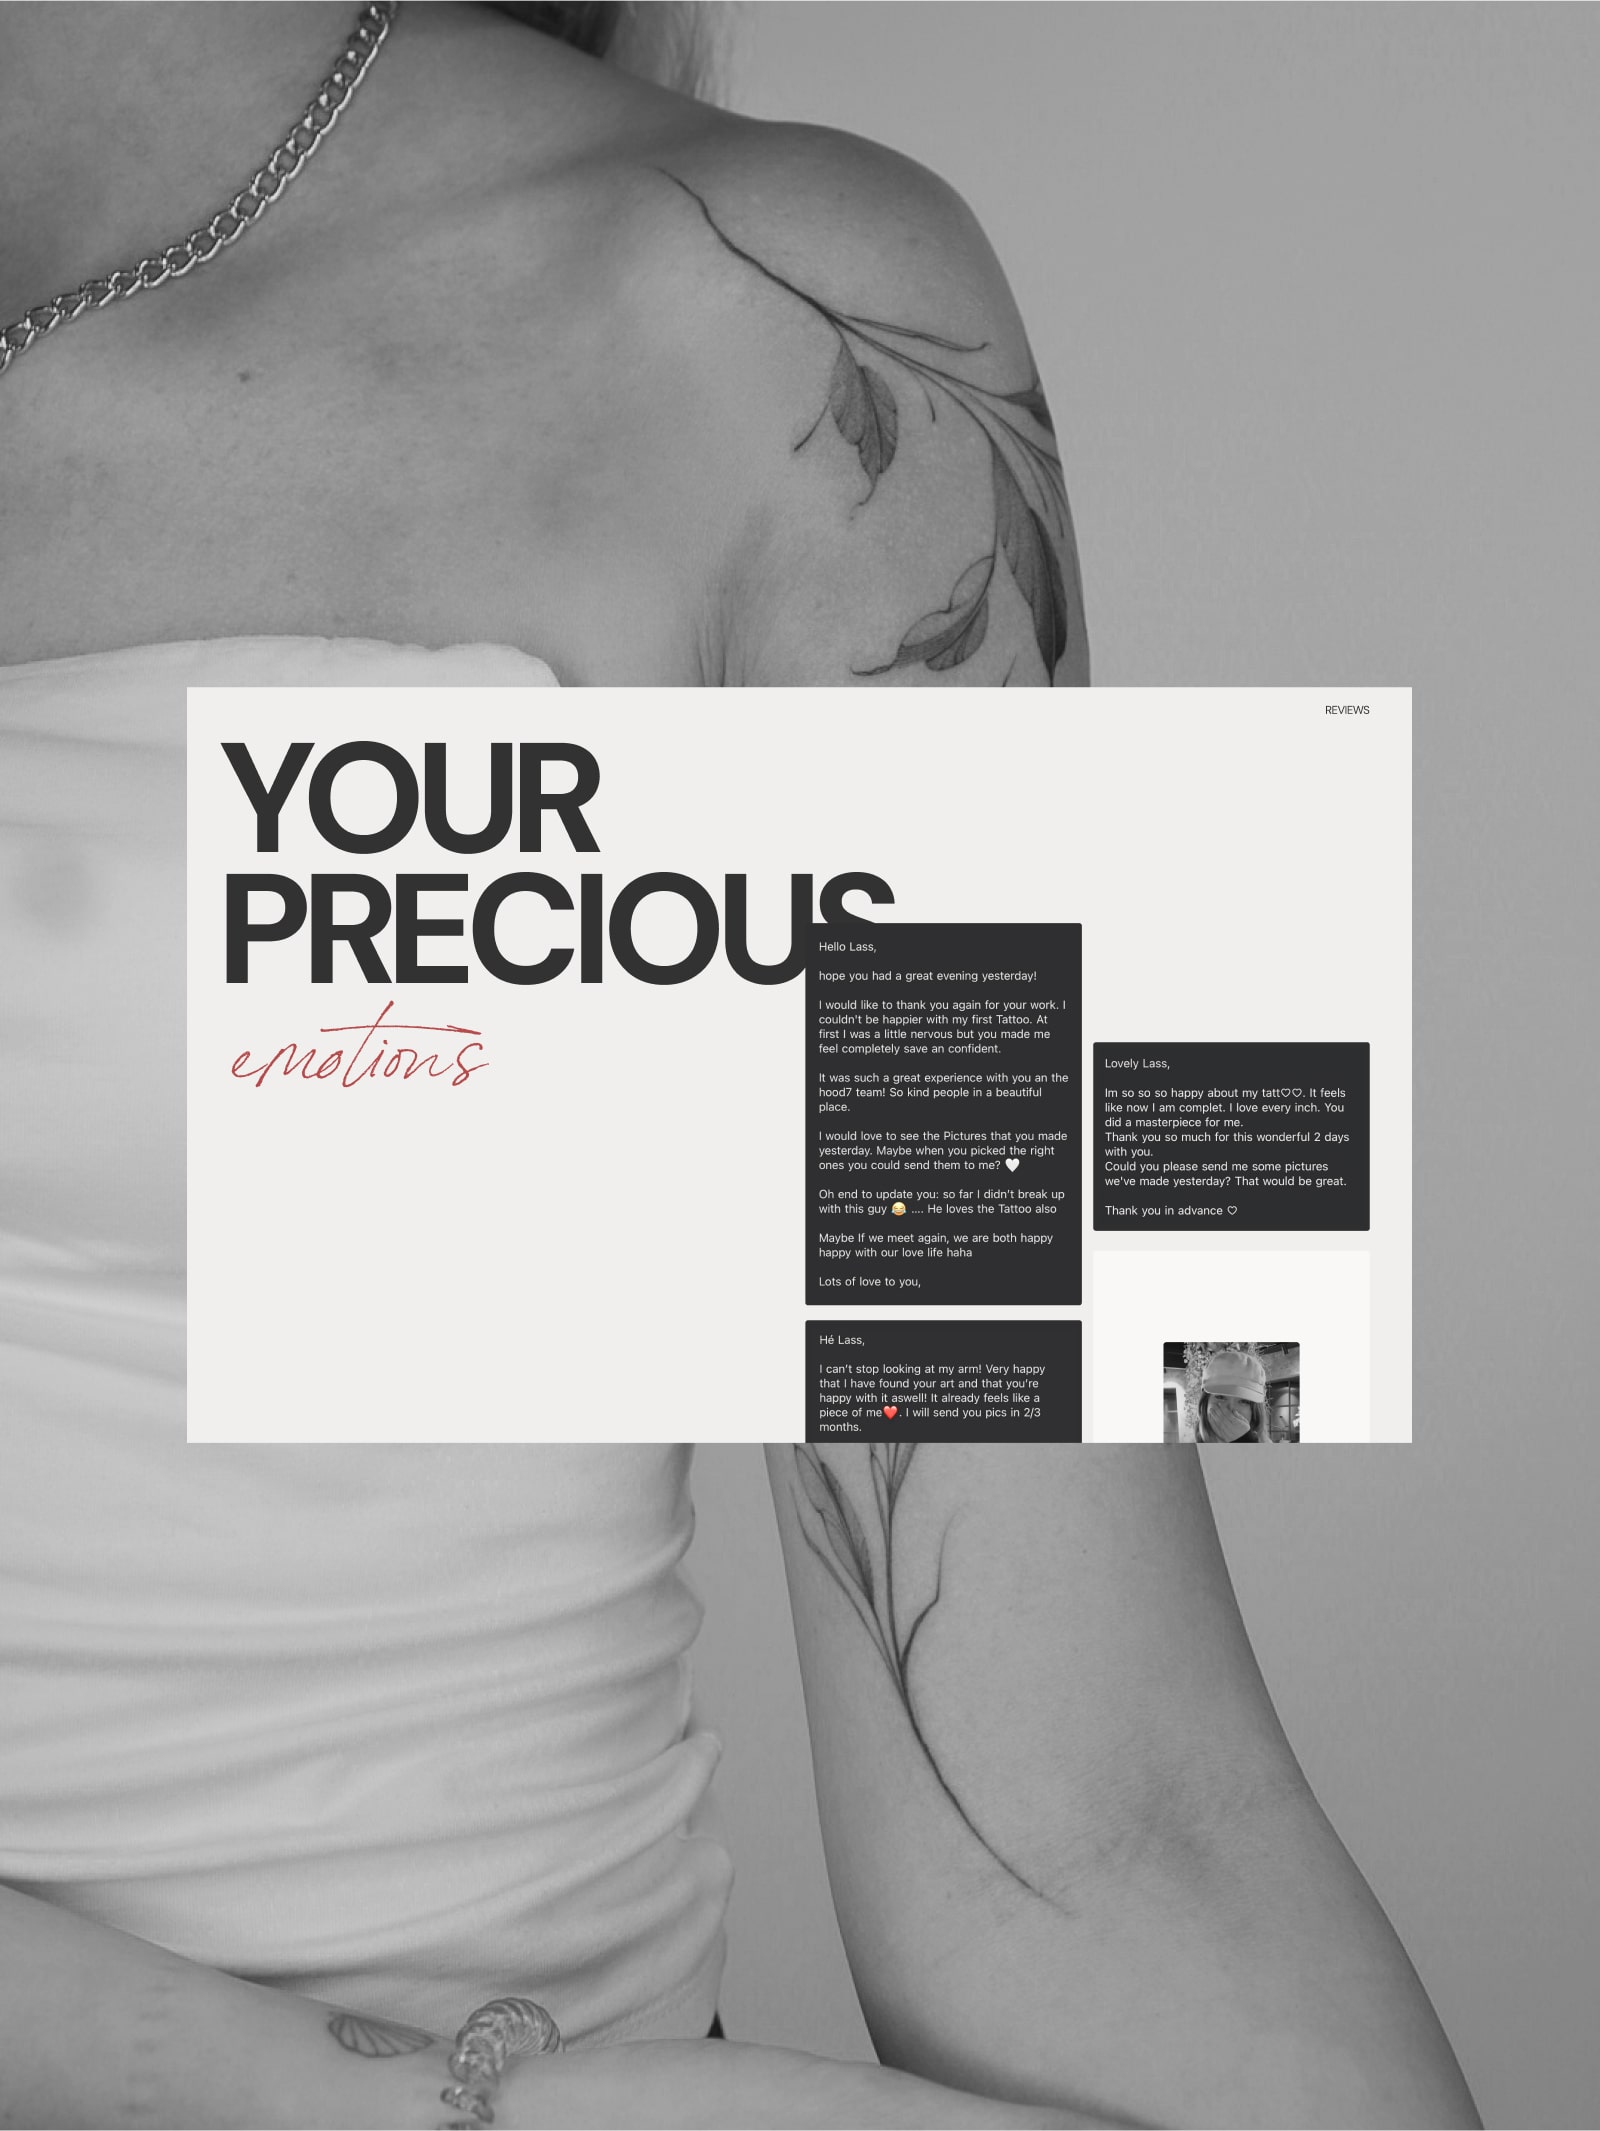 REVIEWS
YOUR
PRECIOUS
emotions
Hello Lass,
hope you had a great evening yesterday!
I would like to thank you again for your work. I
couldn't be happier with my first Tattoo. At
first I was a little nervous but you made me
feel completely save an confident.
It was such a great experience with you an the
hood7 team! So kind people in a beautiful
place.
I would love to see the Pictures that you made
yesterday. Maybe when you picked the right
ones you could send them to me? 🤍
Oh end to update you: so far I didn't break up
with this guy 😂 .... He loves the Tattoo also
Maybe If we meet again, we are both happy
happy with our love life haha
Lots of love to you,
Lovely Lass,
Im so so so happy about my tatt♡♡. It feels
like now I am complet. I love every inch. You
did a masterpiece for me.
Thank you so much for this wonderful 2 days
with you.
Could you please send me some pictures
we've made yesterday? That would be great.
Thank you in advance ♡
Hé Lass,
I can't stop looking at my arm! Very happy
that I have found your art and that you're
happy with it aswell! It already feels like a
piece of me❤️. I will send you pics in 2/3
months.